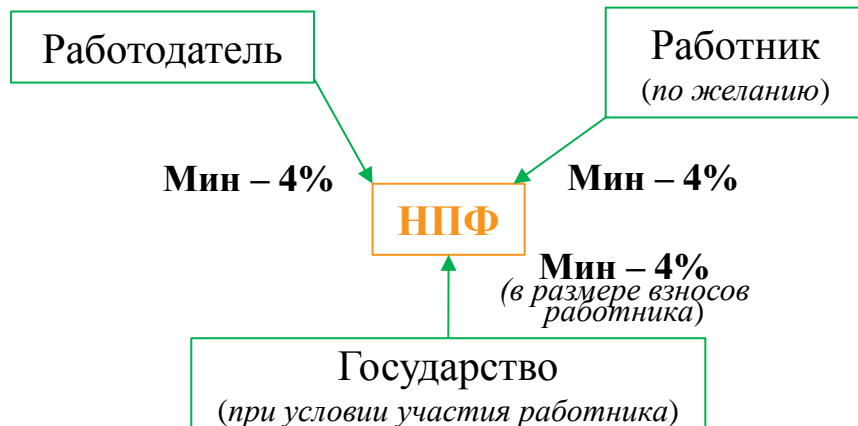 Работодатель
Работник
(по желанию)
Мин – 4%
Мин – 4%
НПФ
Мин – 4%
(в размере взносов
работника)
Государство
(при условии участия работника)